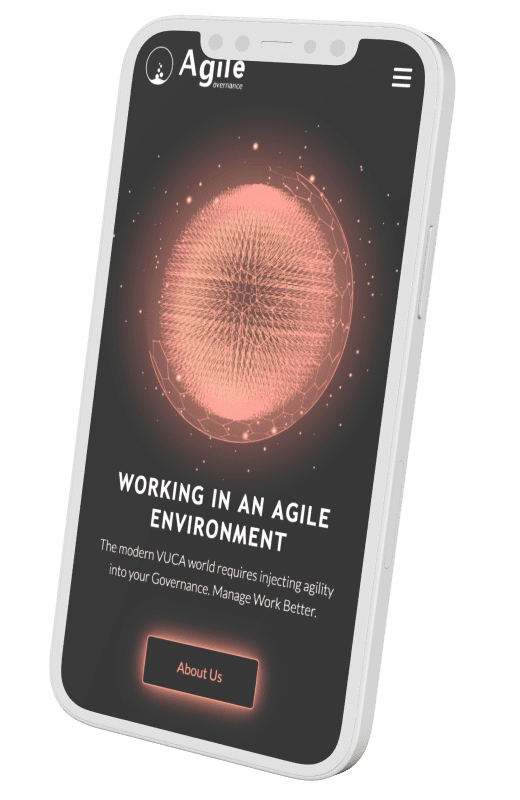 Agile
overnance
WORKING IN AN AGILE
ENVIRONMENT
The modern VUCA world requires injecting agility
into your Governance. Manage Work Better.
About Us